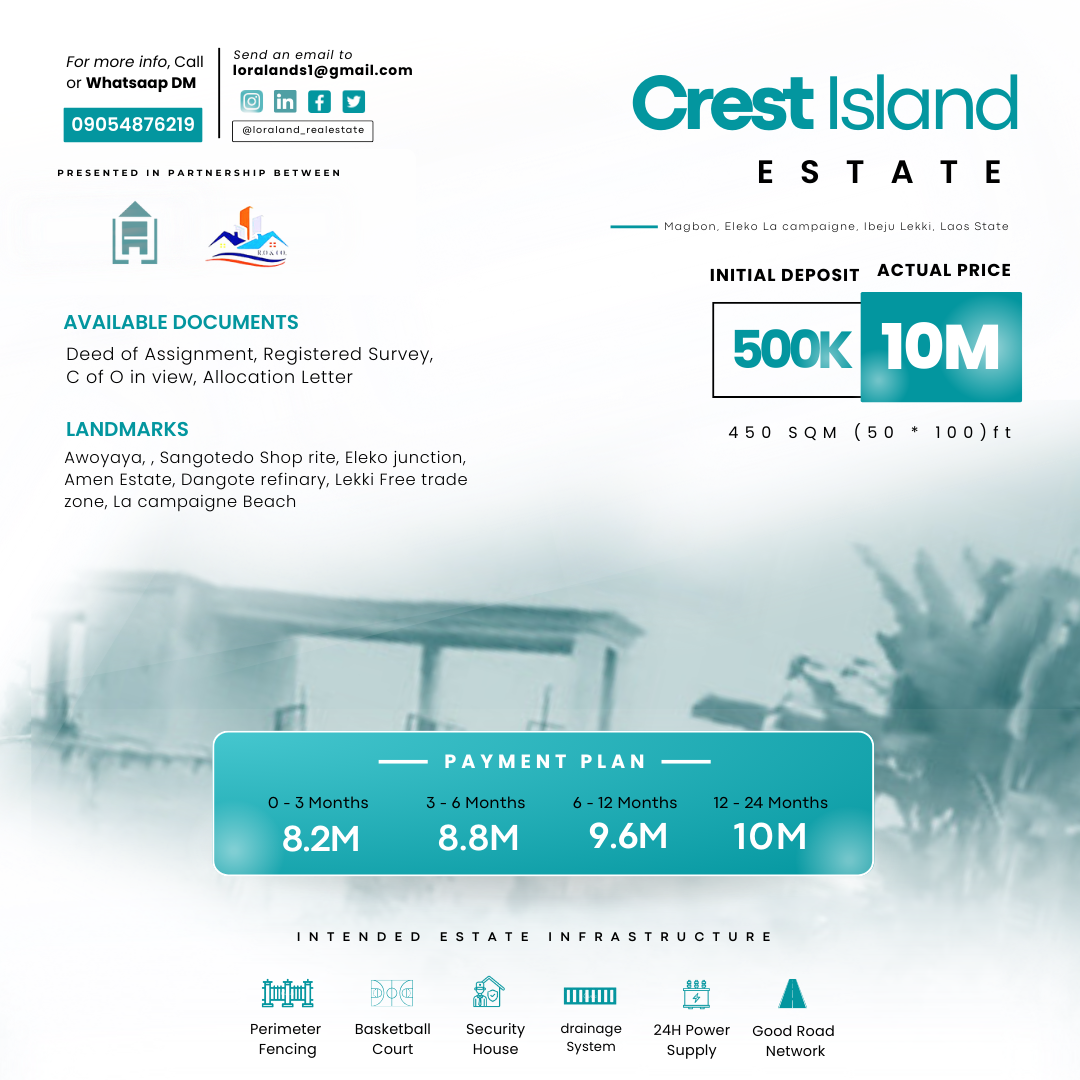 For more info, Call
or Whatsaap DM
09054876219
Send an email to
loralands1@gmail.com
@loraland_realestate
PRESENTED IN PARTNERSHIP BETWEEN
Crest Island
ESTATE
Magbon, Eleko La campaigne, Ibeju Lekki, Laos State
INITIAL DEPOSIT
ACTUAL PRICE
500K
10M
450 SQM (50 * 100)ft
AVAILABLE DOCUMENTS
Deed of Assignment, Registered Survey,
C of O in view, Allocation Letter
LANDMARKS
Awoyaya, , Sangotedo Shop rite, Eleko junction,
Amen Estate, Dangote refinary, Lekki Free trade
zone, La campaigne Beach
PAYMENT PLAN
0 - 3 Months
8.2M
3 - 6 Months
8.8M
6 - 12 Months
9.6M
12 - 24 Months
10M
INTENDED ESTATE INFRASTRUCTURE
Perimeter
Fencing
Basketball
Court
Security
House
drainage
System
24H Power
Supply
Good Road
Network